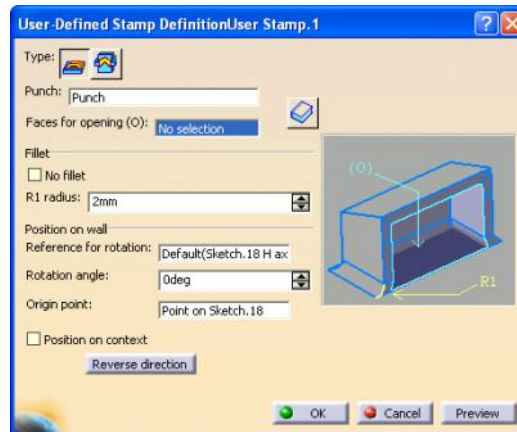 User-Defined Stamp DefinitionUser Stamp.1
Type:
Punch: Punch
Faces for opening (O): No selection
Fillet
No fillet
R1 radius: 2mm
Position on wall
Reference for rotation: Default(Sketch.18 H ax
Rotation angle: 0deg
Origin point: Point on Sketch.18
Position on context
Reverse direction
(O)
R1
OK Cancel Preview